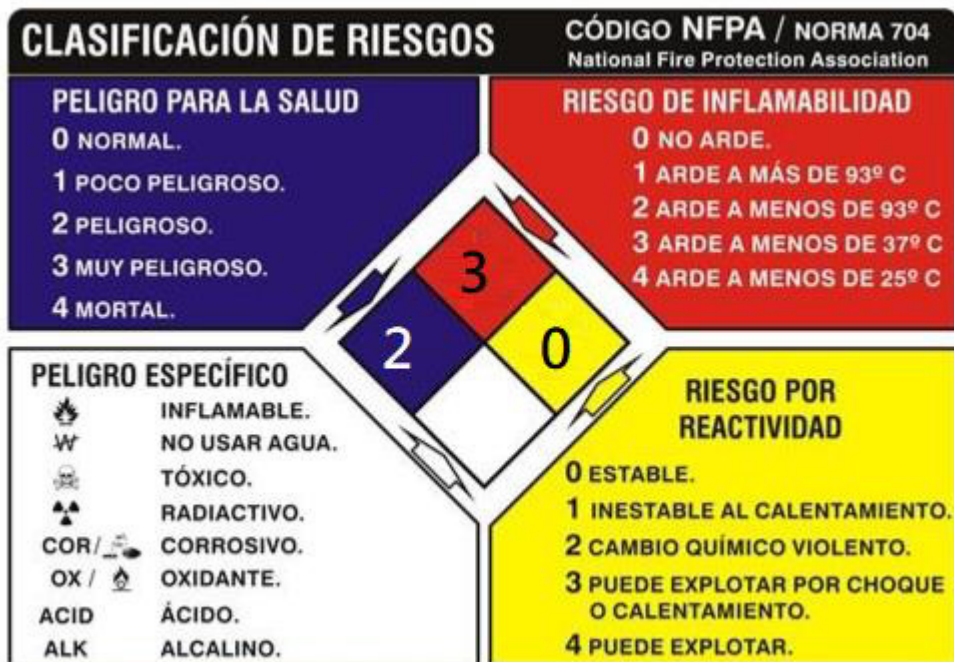 CLASIFICACIÓN DE RIESGOS
CÓDIGO NFPA / NORMA 704
National Fire Protection Association
PELIGRO PARA LA SALUD
0 NORMAL.
1 POCO PELIGROSO.
2 PELIGROSO.
3 MUY PELIGROSO.
4 MORTAL.
RIESGO DE INFLAMABILIDAD
0 NO ARDE.
1 ARDE A MÁS DE 93º C
2 ARDE A MENOS DE 93º C
3 ARDE A MENOS DE 37º C
4 ARDE A MENOS DE 25º C
3
2
0
PELIGRO ESPECÍFICO
INFLAMABLE.
W NO USAR AGUA.
TÓXICO.
RADIACTIVO.
COR/ CORROSIVO.
OX / OXIDANTE.
ACID ÁCIDO.
ALK ALCALINO.
RIESGO POR
REACTIVIDAD
0 ESTABLE.
1 INESTABLE AL CALENTAMIENTO.
2 CAMBIO QUÍMICO VIOLENTO.
3 PUEDE EXPLOTAR POR CHOQUE
O CALENTAMIENTO.
4 PUEDE EXPLOTAR.